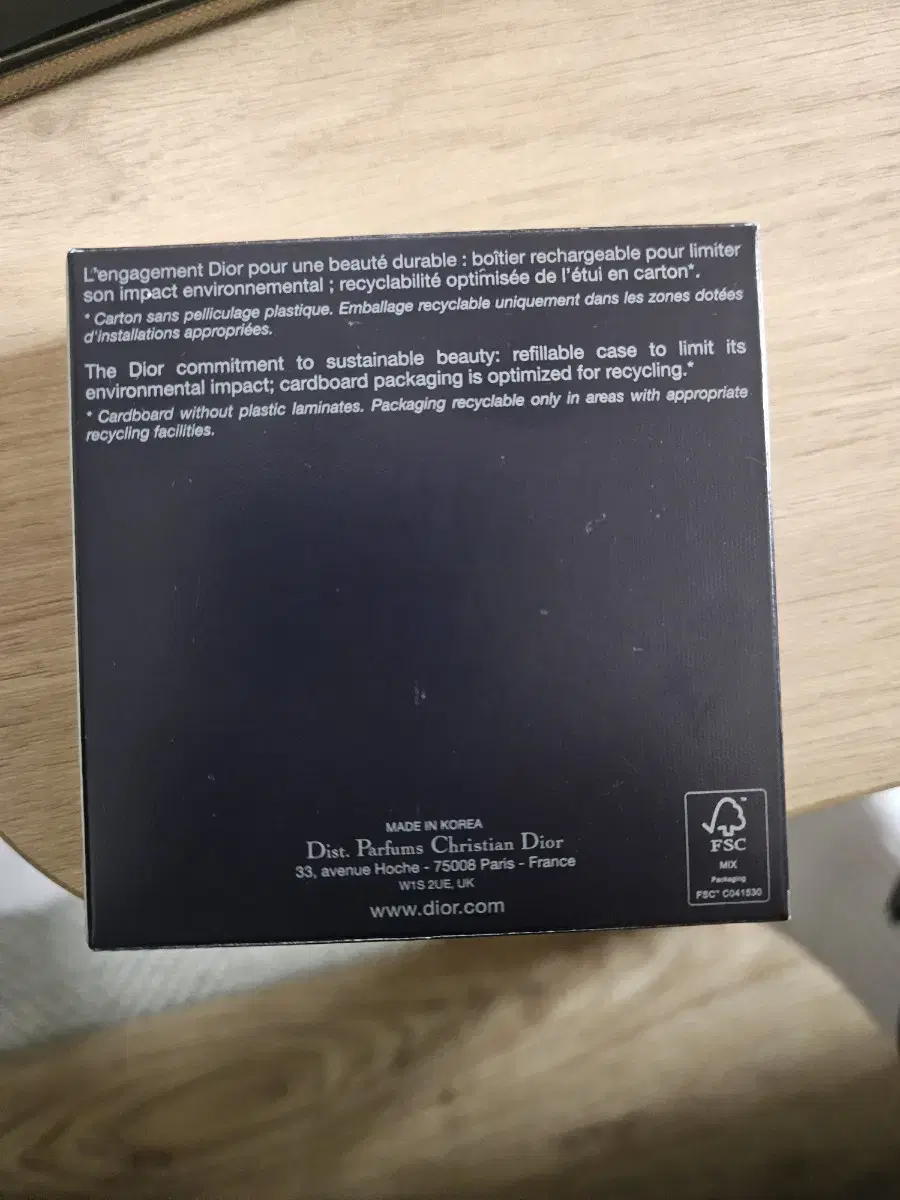 L'engagement Dior pour une beauté durable : boîtier rechargeable pour limiter
son impact environnemental ; recyclabilité optimisée de l'étui en carton*.
* Carton sans pelliculage plastique. Emballage recyclable uniquement dans les zones dotées
d'installations appropriées.
The Dior commitment to sustainable beauty: refillable case to limit its
environmental impact; cardboard packaging is optimized for recycling.*
* Cardboard without plastic laminates. Packaging recyclable only in areas with appropriate
recycling facilities.
MADE IN KOREA
Dist. Parfums Christian Dior
33, avenue Hoche - 75008 Paris - France
W1S 2UE, UK
www.dior.com
FSC
MIX
Packaging
FSC™ C041530